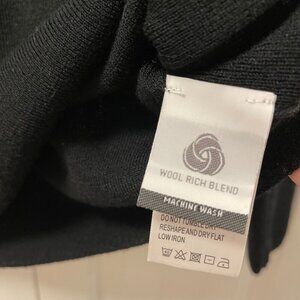 WOOL RICH BLEND
MACHINE WASH
DO NOT TUMBLE DRY
RESHAPE AND DRY FLAT
LOW IRON